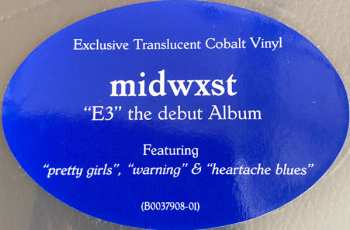 Exclusive Translucent Cobalt Vinyl
midwxst
“E3” the debut Album
Featuring
“pretty girls”, “warning” & “heartache blues”
(B0037908-01)